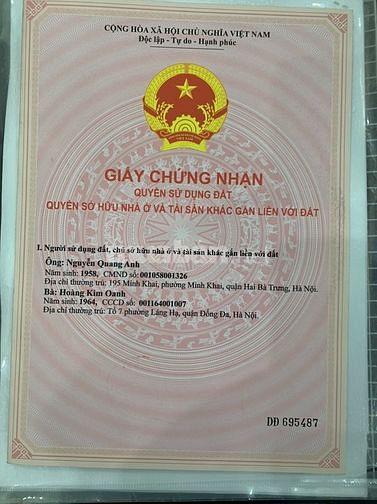 CỘNG HÒA XÃ HỘI CHỦ NGHĨA VIỆT NAM
Độc lập - Tự do - Hạnh phúc
GIẤY CHỨNG NHẬN
QUYỀN SỬ DỤNG ĐẤT
QUYỀN SỞ HỮU NHÀ Ở VÀ TÀI SẢN KHÁC GẮN LIỀN VỚI ĐẤT
I. Người sử dụng đất, chủ sở hữu nhà ở và tài sản khác gắn liền với đất
Ông: Nguyễn Quang Anh
Năm sinh: 1958, CMND số: 001058001326
Địa chỉ thường trú: 195 Minh Khai, phường Minh Khai, quận Hai Bà Trưng, Hà Nội.
Bà: Hoàng Kim Oanh
Năm sinh: 1964, CCCD số: 001164001007
Địa chỉ thường trú: Tổ 7 phường Láng Hạ, quận Đống Đa, Hà Nội.
DĐ 695487